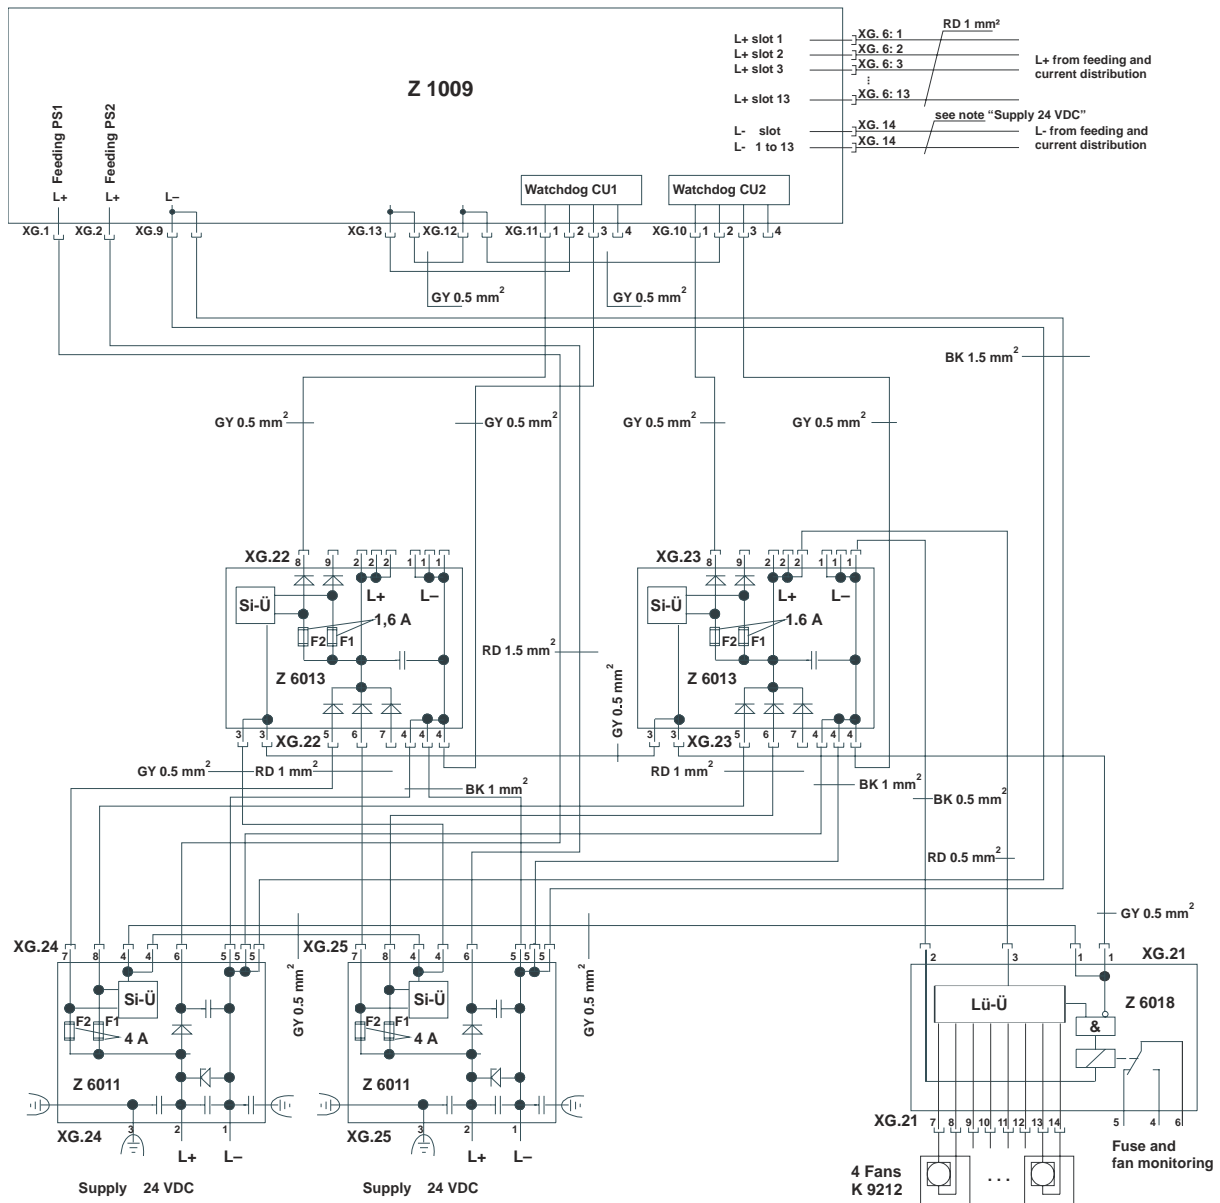 L+ slot 1 XG. 6: 1 RD 1 mm²
L+ slot 2 XG. 6: 2
L+ slot 3 XG. 6: 3
⋮
L+ slot 13 XG. 6: 13
L+ from feeding and
current distribution
see note “Supply 24 VDC”
L- slot XG. 14
L- 1 to 13 XG. 14
L- from feeding and
current distribution
Z 1009
Feeding PS1
Feeding PS2
L+ L+ L–
Watchdog CU1 Watchdog CU2
XG.1 XG.2 XG.9 XG.13 XG.12 XG.11 1 2 3 4 XG.10 1 2 3 4
GY 0.5 mm² GY 0.5 mm²
BK 1.5 mm²
GY 0.5 mm² GY 0.5 mm² GY 0.5 mm² GY 0.5 mm²
XG.22 8 9 2 2 2 1 1 1
XG.23 8 9 2 2 2 1 1 1
Si-Ü L+ L–
1,6 A
F2 F1
Z 6013
Si-Ü L+ L–
1.6 A
F2 F1
Z 6013
RD 1.5 mm²
GY 0.5 mm²
3 3 XG.22 5 6 7 4 4 4
3 3 XG.23 5 6 7 4 4 4
GY 0.5 mm² RD 1 mm² BK 1 mm²
RD 1 mm² BK 1 mm²
BK 0.5 mm²
RD 0.5 mm²
GY 0.5 mm²
XG.24 7 8 4 4 6 5 5 5
GY 0.5 mm²
XG.25 7 8 4 4 6 5 5 5
GY 0.5 mm²
2 3 1 1 XG.21
Si-Ü
F2 F1
4 A
Z 6011
Si-Ü
F2 F1
4 A
Z 6011
Lü-Ü
Z 6018
&
XG.24 3 2 1
L+ L–
Supply 24 VDC
XG.25 3 2 1
L+ L–
Supply 24 VDC
XG.21 7 8 9 10 11 12 13 14 5 4 6
Fuse and
fan monitoring
4 Fans
K 9212
. . .